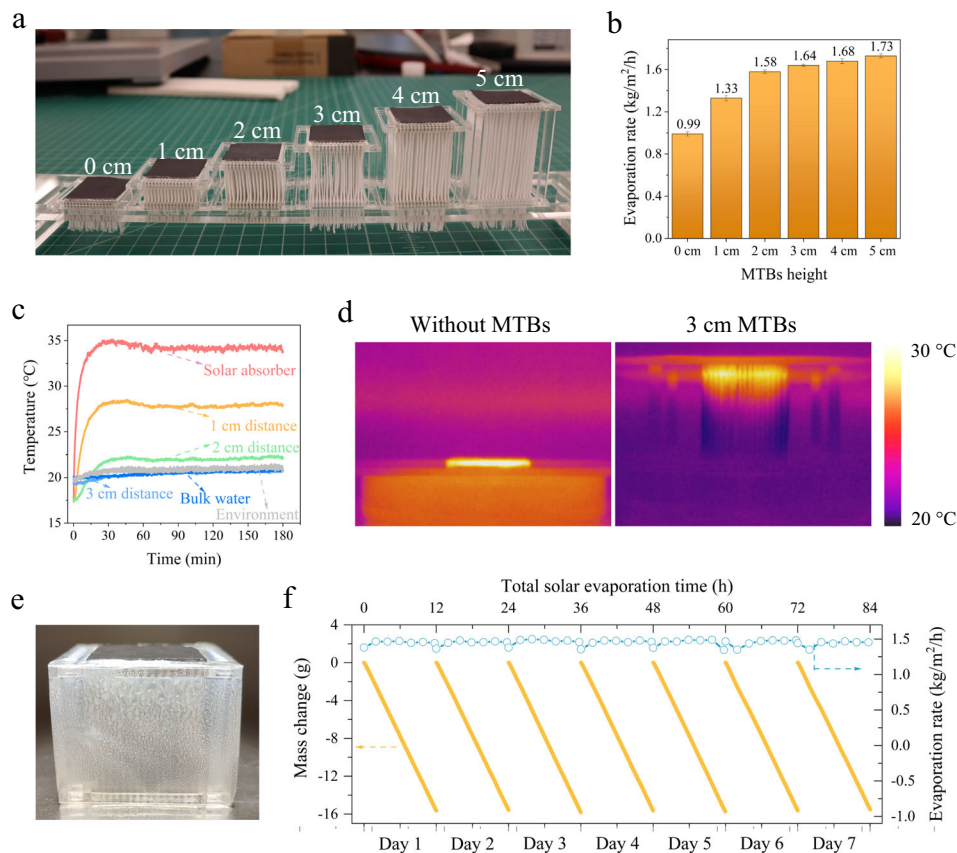 a
0 cm
1 cm
2 cm
3 cm
4 cm
5 cm
b
Evaporation rate (kg/m²/h)
1.6
1.2
0.8
0.4
0.0
0.99
1.33
1.58
1.64
1.68
1.73
0 cm 1 cm 2 cm 3 cm 4 cm 5 cm
MTBs height
c
Temperature (°C)
35
30
25
20
15
Solar absorber
1 cm distance
2 cm distance
3 cm distance
Bulk water
Environment
0 30 60 90 120 150 180
Time (min)
d
Without MTBs
3 cm MTBs
30 °C
20 °C
e
f
Total solar evaporation time (h)
0 12 24 36 48 60 72 84
Mass change (g)
4
0
-4
-8
-12
-16
Evaporation rate (kg/m²/h)
1.5
1.0
0.5
0.0
-0.5
-1.0
Day 1 Day 2 Day 3 Day 4 Day 5 Day 6 Day 7